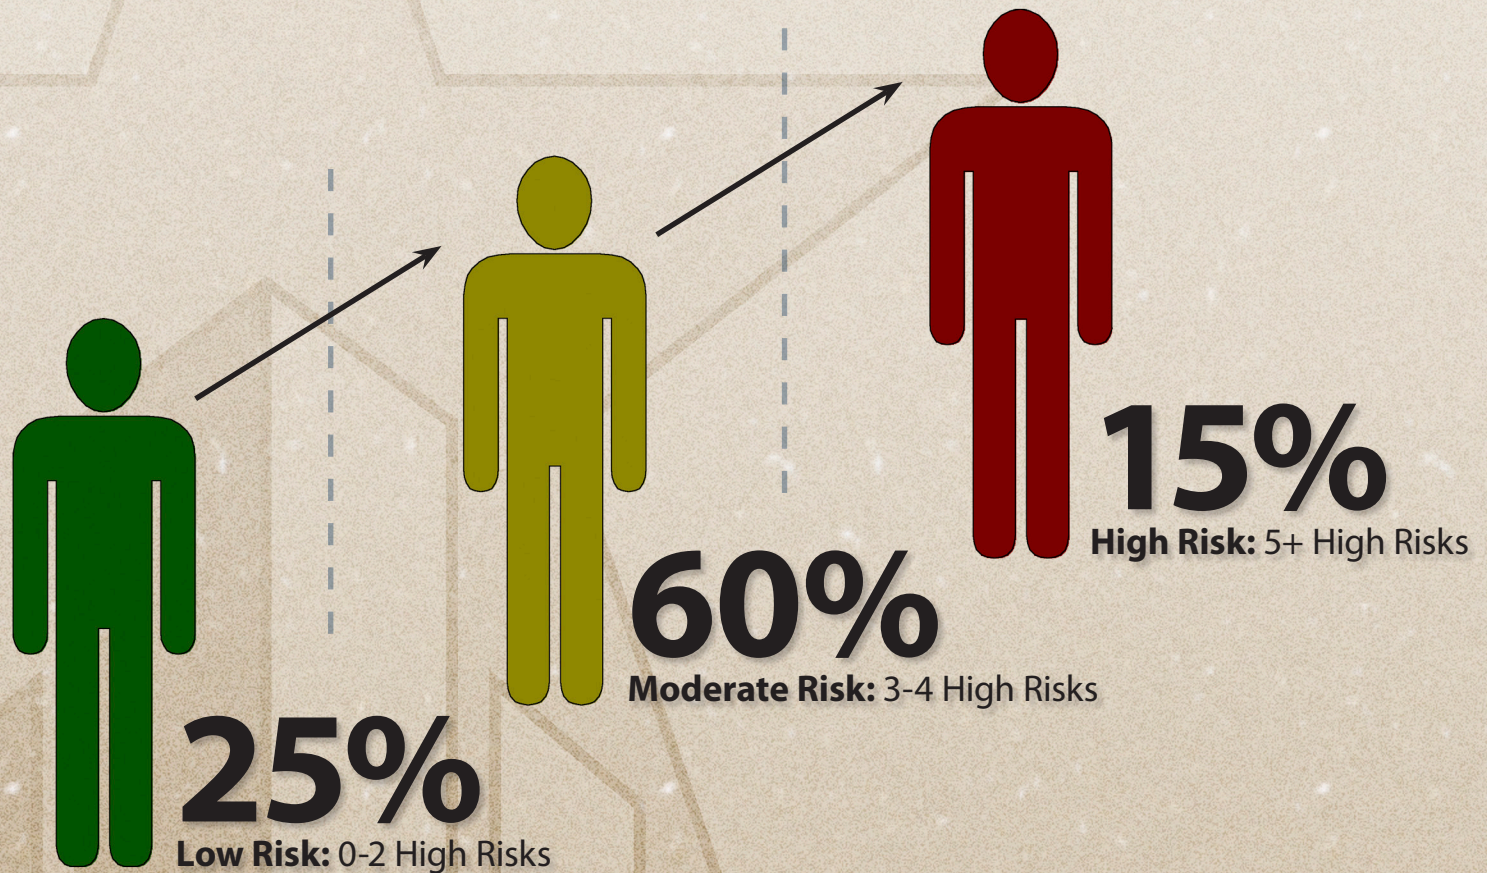 15%
High Risk: 5+ High Risks
60%
Moderate Risk: 3-4 High Risks
25%
Low Risk: 0-2 High Risks